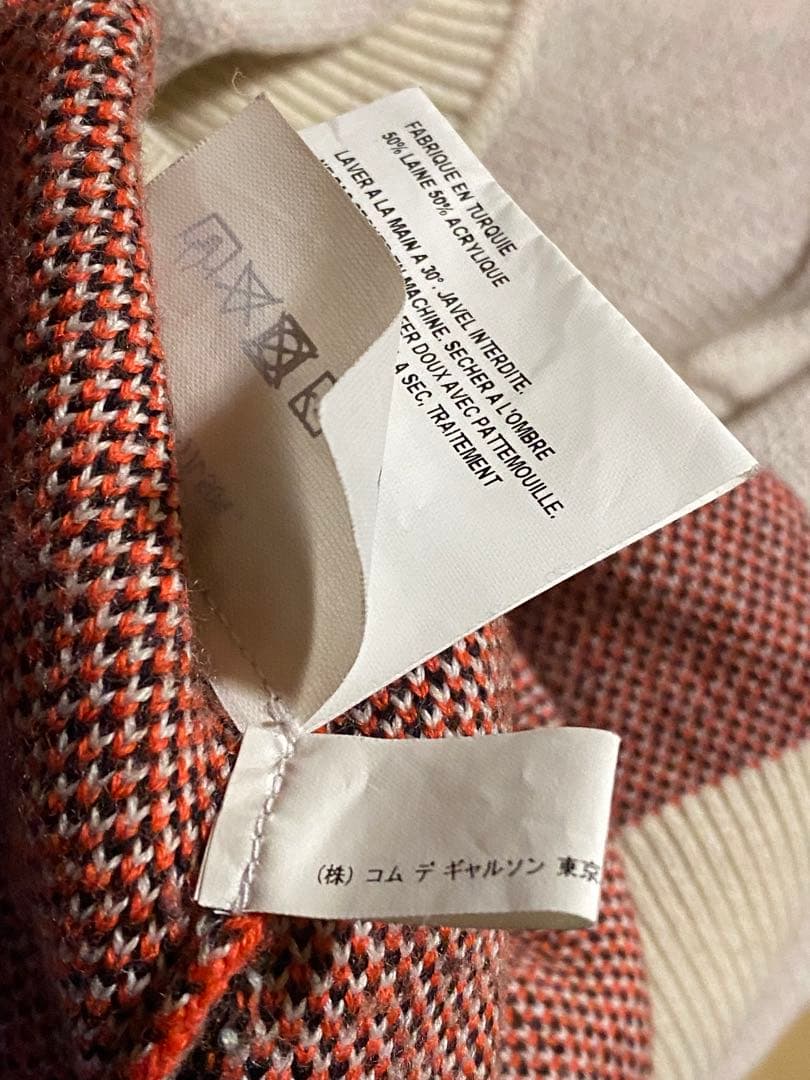 FABRIQUE EN TURQUIE
50% LAINE 50% ACRYLIQUE
LAVER A LA MAIN A 30°. JAVEL INTERDITE.
MACHINE. SECHER A L'OMBRE
FER DOUX AVEC PATTEMOUILLE.
A SEC, TRAITEMENT
(株) コム デ ギャルソン 東京